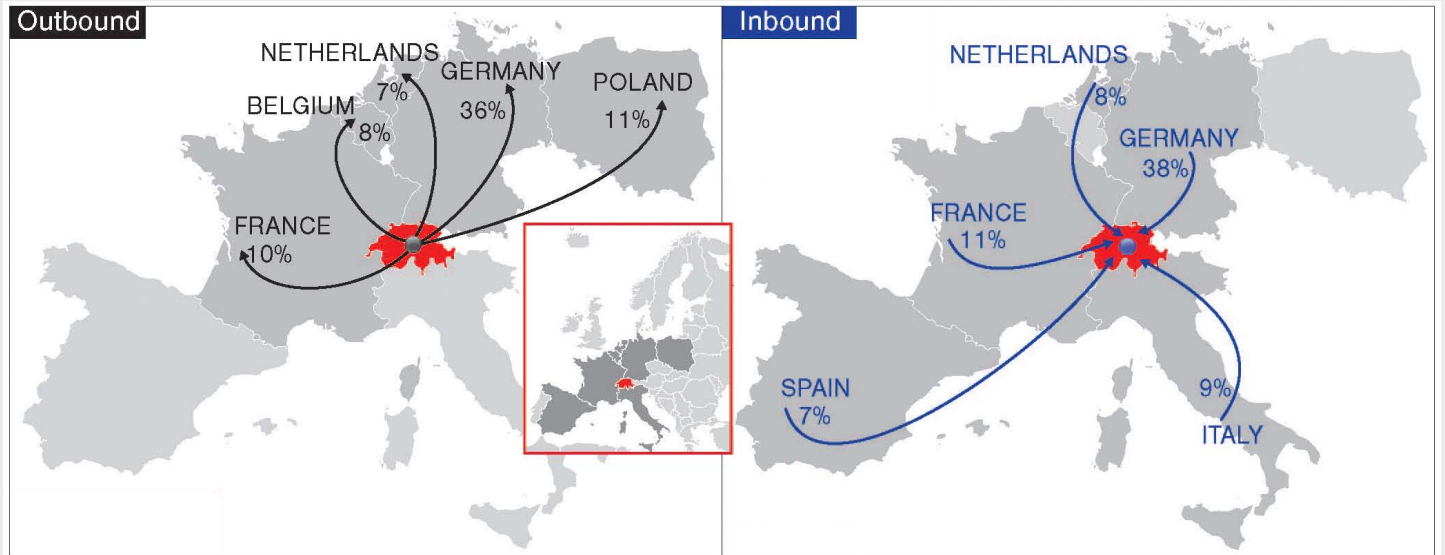 Outbound
NETHERLANDS
7%
GERMANY
36%
POLAND
11%
BELGIUM
8%
FRANCE
10%
Inbound
NETHERLANDS
8%
GERMANY
38%
FRANCE
11%
SPAIN
7%
9%
ITALY